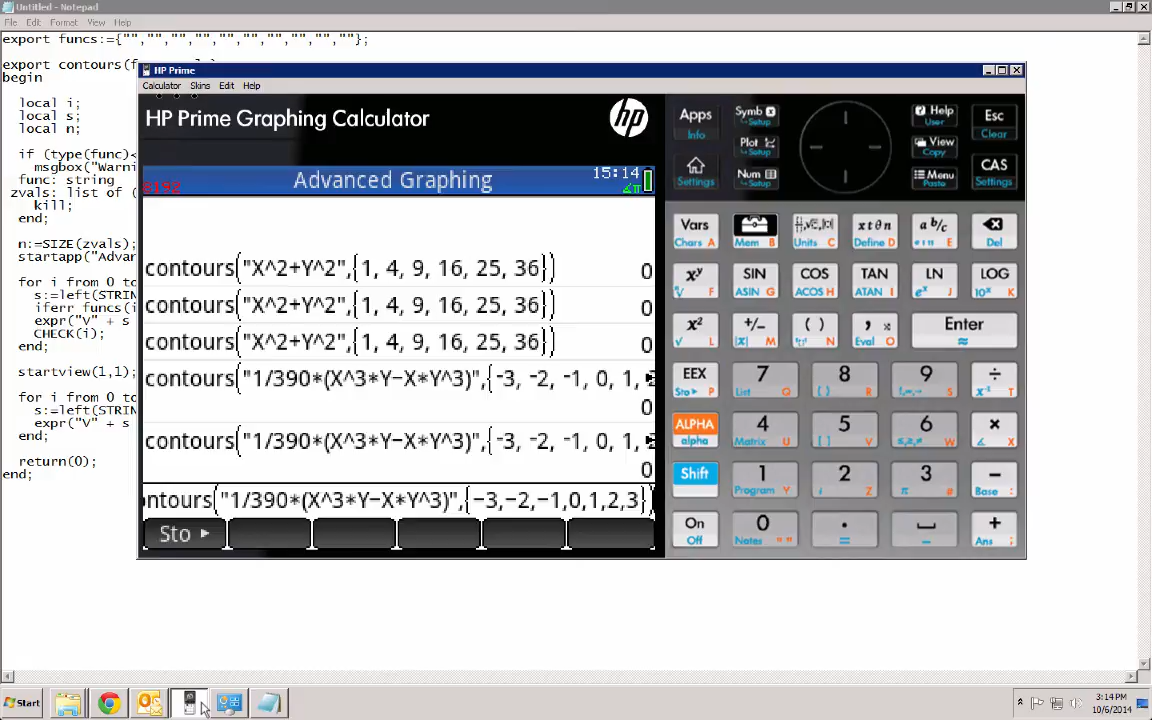 Untitled - Notepad
File Edit Format View Help
export funcs:={"","","","","","","","","",""};
export contours(f
begin
local i;
local s;
local n;
if (type(func)<
msgbox("Warni
func: string
zvals: list of (
kill;
end;
n:=SIZE(zvals);
startapp("Advar
for i from 0 to
s:=left(STRIN
iferr funcs(i
expr("V" + s
CHECK(i);
end;
startview(1,1);
for i from 0 to
s:=left(STRIN
expr("V" + s
end;
return(0);
end;
HP Prime
Calculator Skins Edit Help
HP Prime Graphing Calculator
hp
8192 Advanced Graphing 15:14
∡π
contours("X^2+Y^2",{1, 4, 9, 16, 25, 36}) 0
contours("X^2+Y^2",{1, 4, 9, 16, 25, 36}) 0
contours("X^2+Y^2",{1, 4, 9, 16, 25, 36}) 0
contours("1/390*(X^3*Y−X*Y^3)",{-3, -2, -1, 0, 1,
0
contours("1/390*(X^3*Y−X*Y^3)",{-3, -2, -1, 0, 1,
0
ontours("1/390*(X^3*Y−X*Y^3)",{−3,−2,−1,0,1,2,3})
Sto ▶
Apps Info
Symb Setup
Help User
Esc Clear
Plot Setup
View Copy
Settings
Num Setup
Menu Paste
CAS Settings
Vars Chars A
Mem B
Units C
x t θ n Define D
a b/c E
Del
x^y F
SIN ASIN G
COS ACOS H
TAN ATAN I
LN e^x J
LOG 10^x K
x² √ L
+/− |x| M
( ) N
, Eval O
Enter ≈
EEX Sto ▸ P
7 List Q
8 { } R
9 S
÷ x⁻¹ T
ALPHA alpha
4 Matrix U
5 [ ] V
6 W
× ∡ X
Shift
1 Program Y
2 i Z
3 π #
− Base :
On Off
0 Notes " "
. =
_
+ Ans ;
Start
3:14 PM
10/6/2014